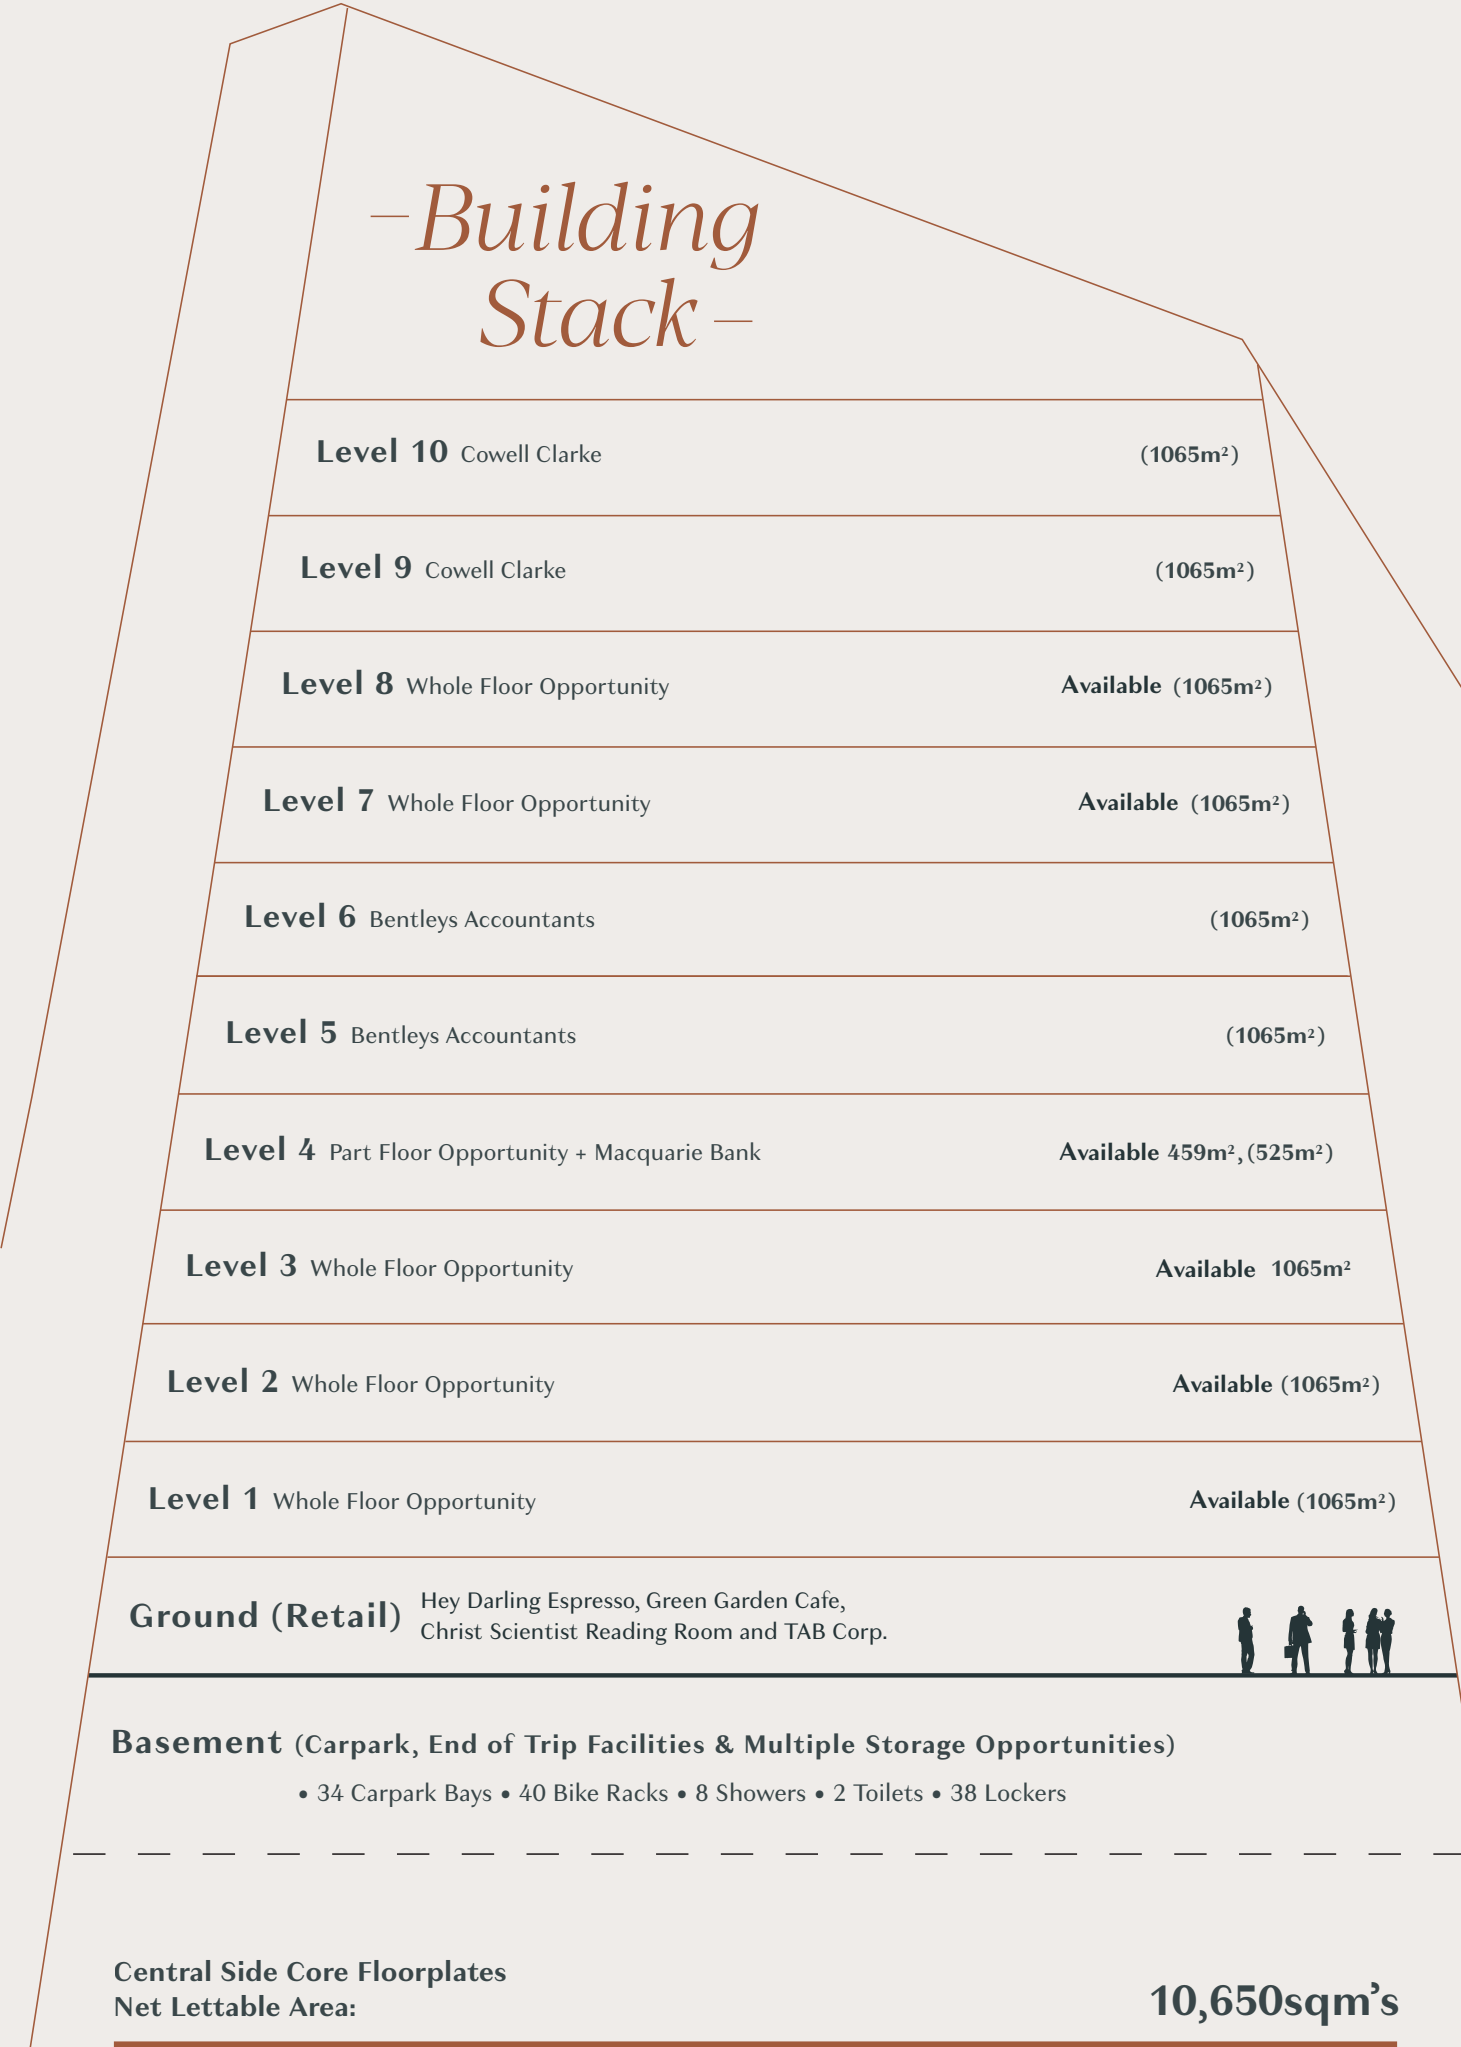 –Building
Stack–
Level 10 Cowell Clarke (1065m²)
Level 9 Cowell Clarke (1065m²)
Level 8 Whole Floor Opportunity Available (1065m²)
Level 7 Whole Floor Opportunity Available (1065m²)
Level 6 Bentleys Accountants (1065m²)
Level 5 Bentleys Accountants (1065m²)
Level 4 Part Floor Opportunity + Macquarie Bank Available 459m², (525m²)
Level 3 Whole Floor Opportunity Available 1065m²
Level 2 Whole Floor Opportunity Available (1065m²)
Level 1 Whole Floor Opportunity Available (1065m²)
Ground (Retail) Hey Darling Espresso, Green Garden Cafe,
Christ Scientist Reading Room and TAB Corp.
Basement (Carpark, End of Trip Facilities & Multiple Storage Opportunities)
• 34 Carpark Bays • 40 Bike Racks • 8 Showers • 2 Toilets • 38 Lockers
Central Side Core Floorplates
Net Lettable Area: 10,650sqm’s